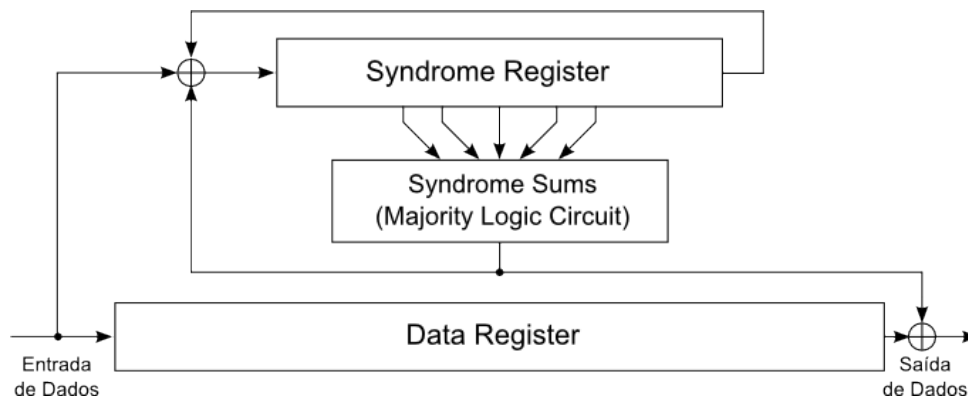 Syndrome Register
Syndrome Sums
(Majority Logic Circuit)
Data Register
Entrada
de Dados
Saída
de Dados